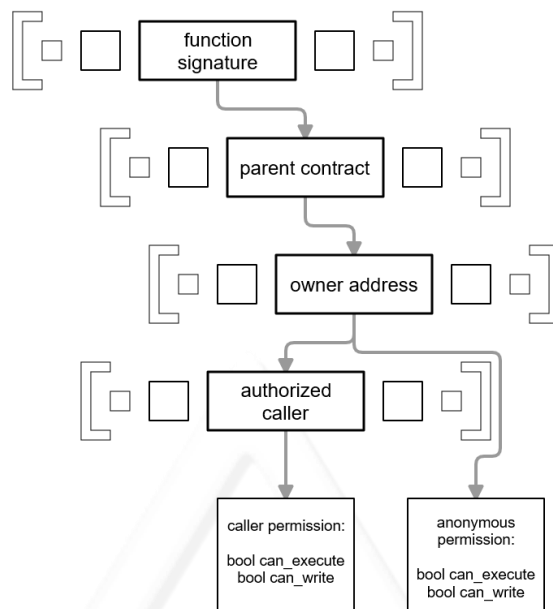 function
signature
parent contract
owner address
authorized
caller
caller permission:
bool can_execute
bool can_write
anonymous
permission:
bool can_execute
bool can_write